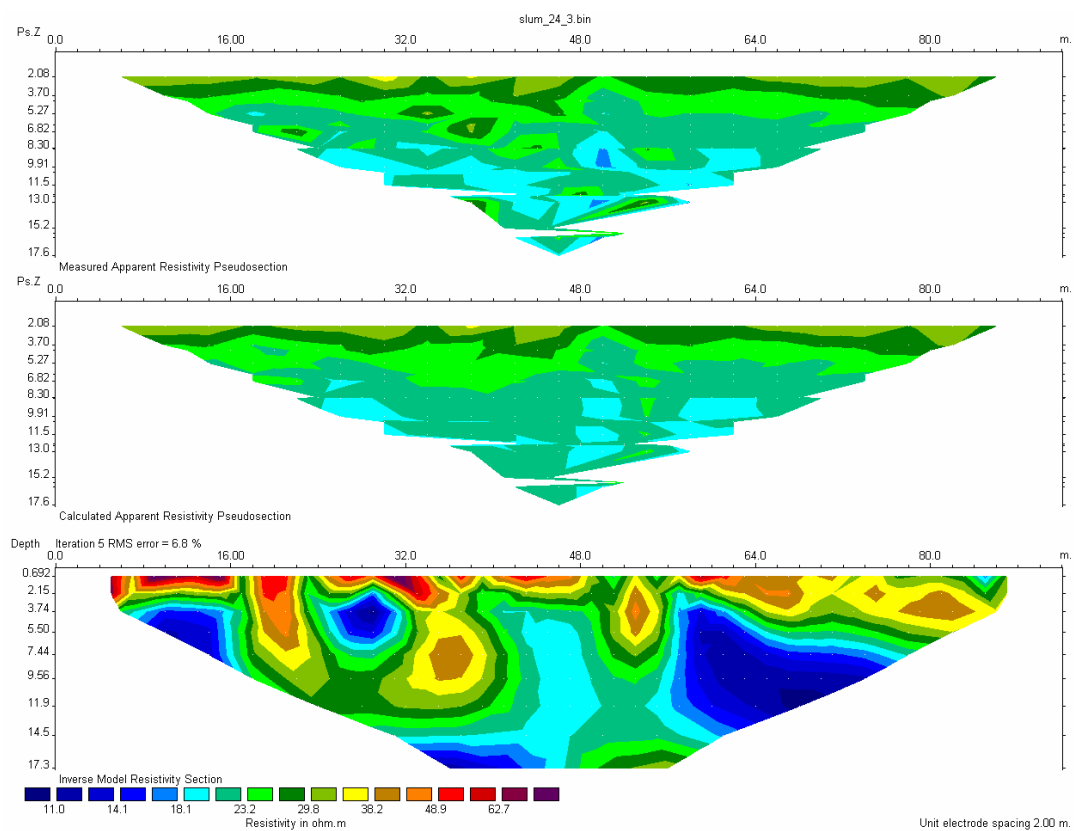 slum_24_3.bin
Ps.Z 0.0 16.00 32.0 48.0 64.0 80.0 m.
2.08
3.70
5.27
6.82
8.30
9.91
11.5
13.0
15.2
17.6
Measured Apparent Resistivity Pseudosection
Ps.Z 0.0 16.00 32.0 48.0 64.0 80.0 m.
2.08
3.70
5.27
6.82
8.30
9.91
11.5
13.0
15.2
17.6
Calculated Apparent Resistivity Pseudosection
Depth Iteration 5 RMS error = 6.8 %
0.0 16.00 32.0 48.0 64.0 80.0 m.
0.692
2.15
3.74
5.50
7.44
9.56
11.9
14.5
17.3
Inverse Model Resistivity Section
11.0 14.1 18.1 23.2 29.8 38.2 48.9 62.7
Resistivity in ohm.m
Unit electrode spacing 2.00 m.